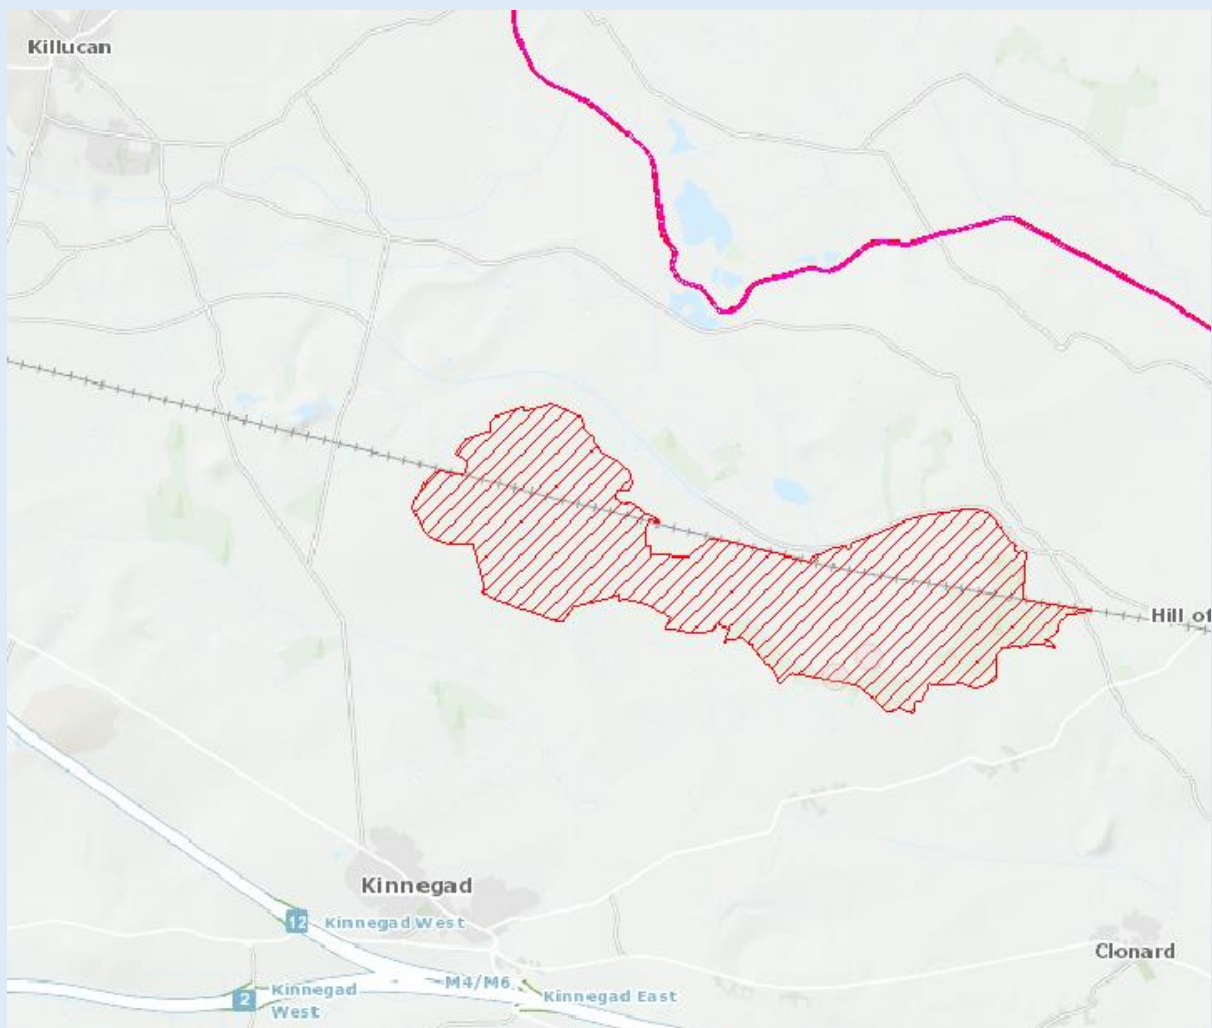 Killucan
Hill of
Kinnegad
12 Kinnegad West
Clonard
M4/M6
2 Kinnegad
West
Kinnegad East